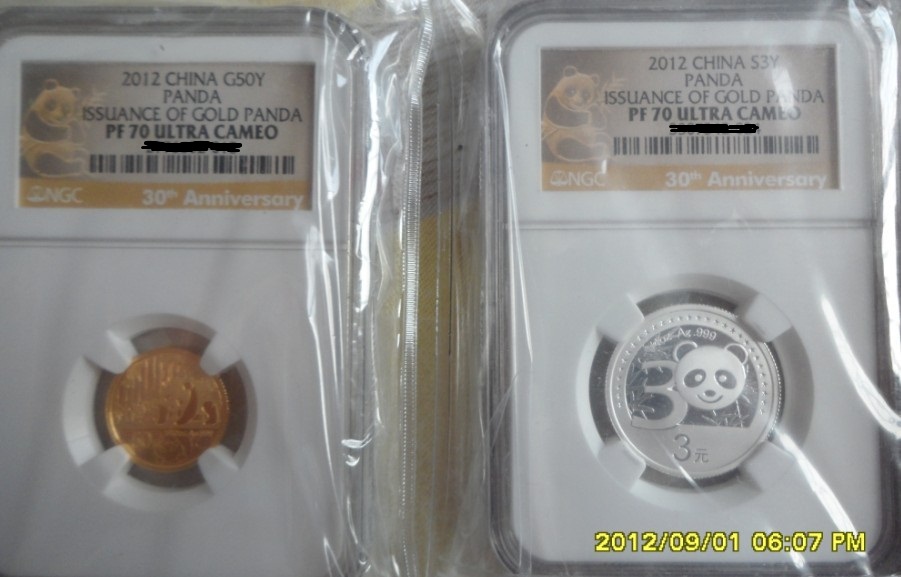 2012 CHINA G50Y
PANDA
ISSUANCE OF GOLD PANDA
PF 70 ULTRA CAMEO
NGC
30th Anniversary
2012 CHINA S3Y
PANDA
ISSUANCE OF GOLD PANDA
PF 70 ULTRA CAMEO
NGC
30th Anniversary
Ag.999
30
3元
2012/09/01 06:07 PM